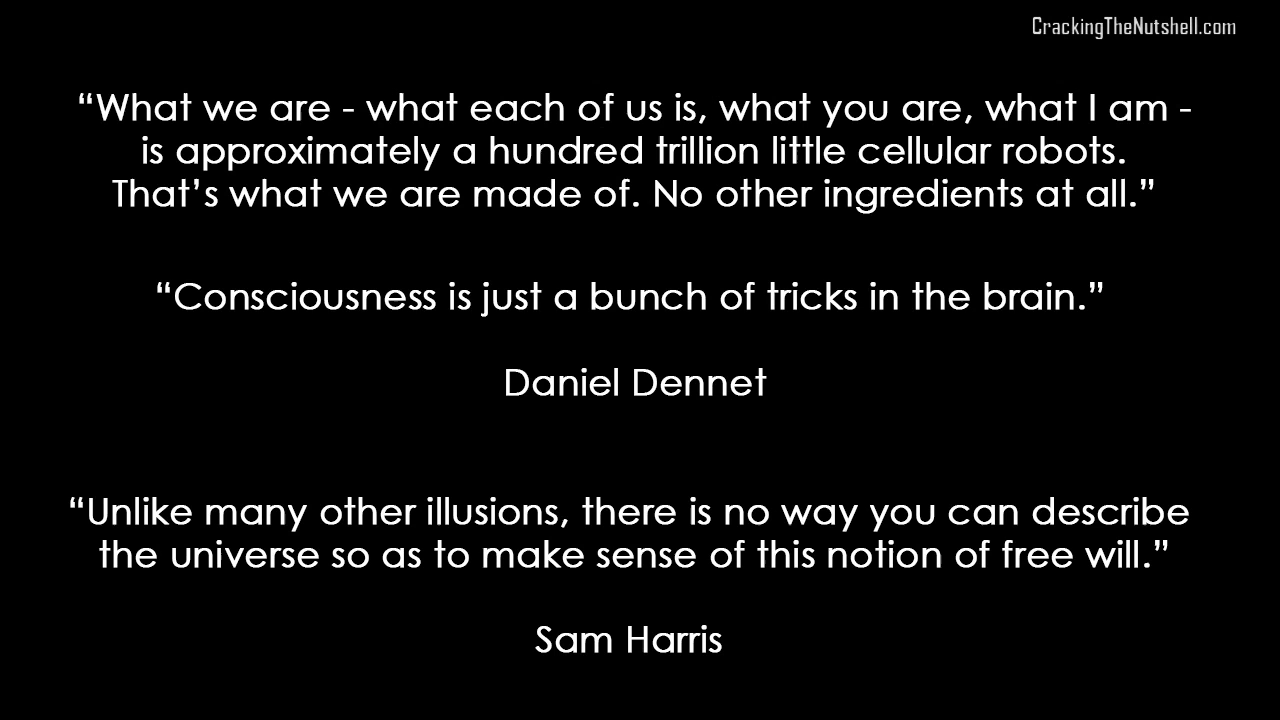 CrackingTheNutshell.com
“What we are - what each of us is, what you are, what I am -
is approximately a hundred trillion little cellular robots.
That’s what we are made of. No other ingredients at all.”
“Consciousness is just a bunch of tricks in the brain.”
Daniel Dennet
“Unlike many other illusions, there is no way you can describe
the universe so as to make sense of this notion of free will.”
Sam Harris